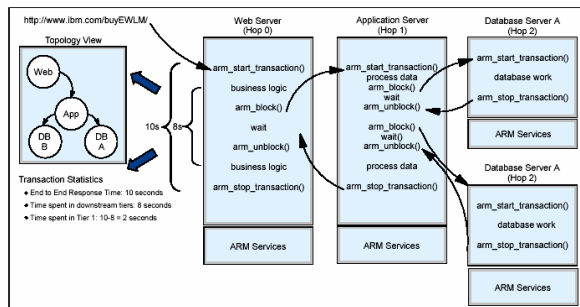 http://www.ibm.com/buyEWLM/
Topology View
Web
App
DB
B
DB
A
Transaction Statistics
End to End Response Time: 10 seconds
Time spent in downstream tiers: 8 seconds
Time spent in Tier 1: 10-8 = 2 seconds
10s
8s
Web Server
(Hop 0)
arm_start_transaction()
business logic
arm_block()
wait
arm_unblock()
business logic
arm_stop_transaction()
ARM Services
Application Server
(Hop 1)
arm_start_transaction()
process data
arm_block()
wait
arm_unblock()
arm_block()
wait()
arm_unblock()
process data
arm_stop_transaction()
ARM Services
Database Server A
(Hop 2)
arm_start_transaction()
database work
arm_stop_transaction()
ARM Services
Database Server A
(Hop 2)
arm_start_transaction()
database work
arm_stop_transaction()
ARM Services